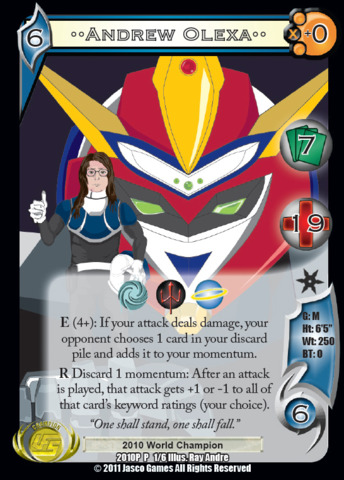 6
••Andrew Olexa••
X +0
7
19
G: M
Ht: 6'5"
Wt: 250
BT: 0
E (4+): If your attack deals damage, your
opponent chooses 1 card in your discard
pile and adds it to your momentum.
R Discard 1 momentum: After an attack
is played, that attack gets +1 or -1 to all of
that card's keyword ratings (your choice).
"One shall stand, one shall fall."
6
2010 World Champion
2010P P 1/6 Illus. Ray Andre
© 2011 Jasco Games All Rights Reserved